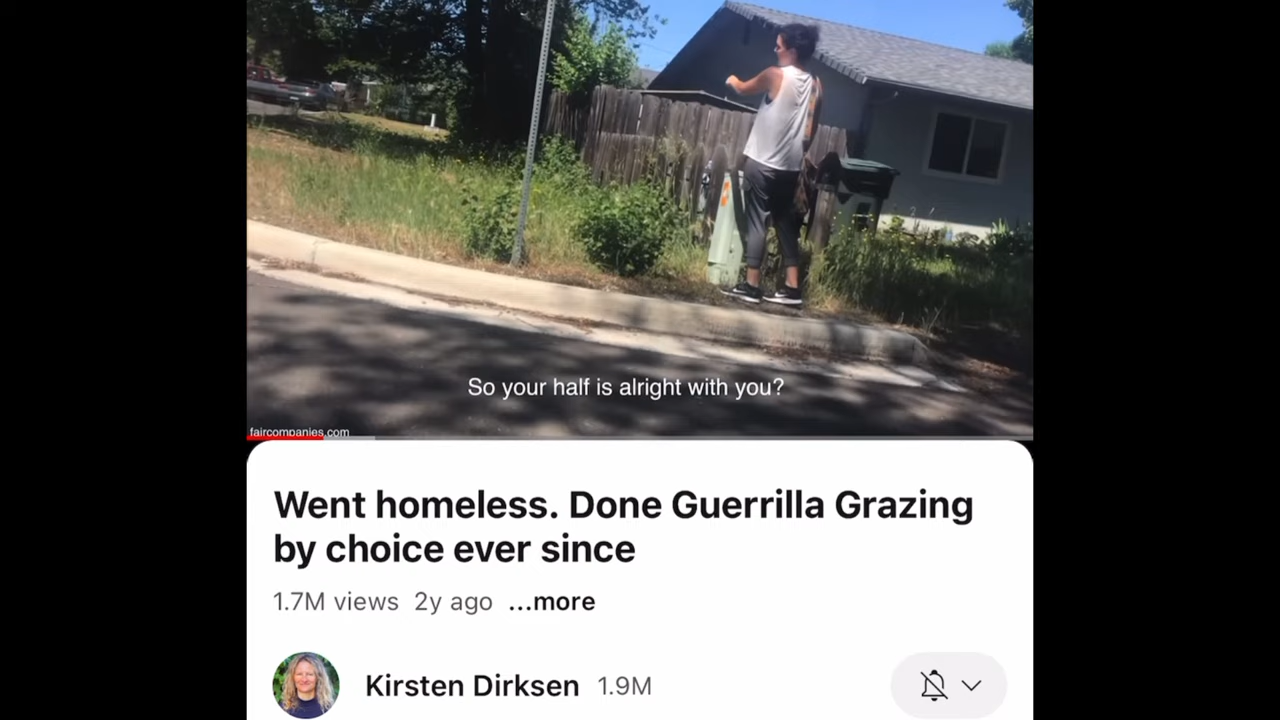 So your half is alright with you?
faircompanies.com
Went homeless. Done Guerrilla Grazing
by choice ever since
1.7M views 2y ago ...more
Kirsten Dirksen 1.9M